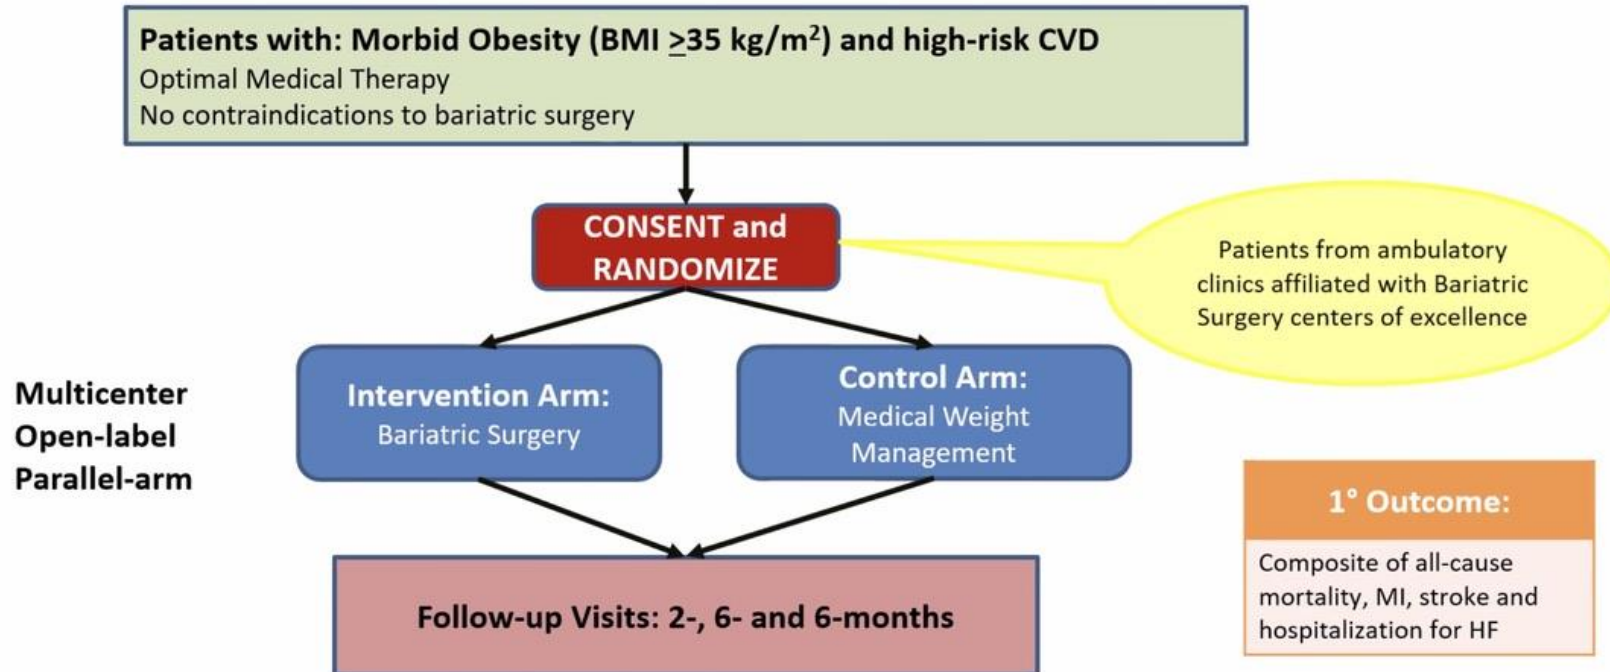 Patients with: Morbid Obesity (BMI ≥35 kg/m²) and high-risk CVD
Optimal Medical Therapy
No contraindications to bariatric surgery
CONSENT and
RANDOMIZE
Patients from ambulatory
clinics affiliated with Bariatric
Surgery centers of excellence
Multicenter
Open-label
Parallel-arm
Intervention Arm:
Bariatric Surgery
Control Arm:
Medical Weight
Management
1° Outcome:
Composite of all-cause
mortality, MI, stroke and
hospitalization for HF
Follow-up Visits: 2-, 6- and 6-months